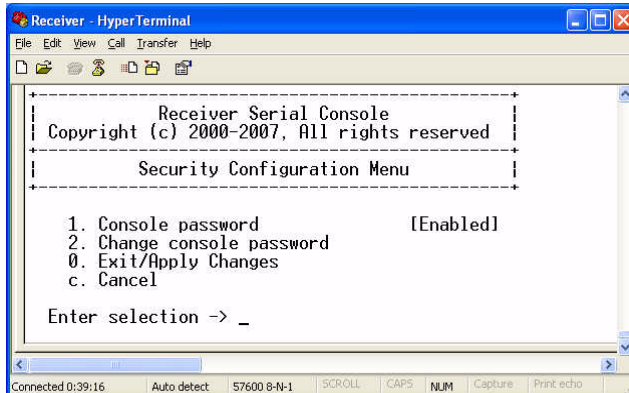 Receiver - HyperTerminal
File Edit View Call Transfer Help
Receiver Serial Console
Copyright (c) 2000-2007, All rights reserved
Security Configuration Menu
1. Console password [Enabled]
2. Change console password
0. Exit/Apply Changes
c. Cancel
Enter selection -> _
Connected 0:39:16 Auto detect 57600 8-N-1 SCROLL CAPS NUM Capture Print echo